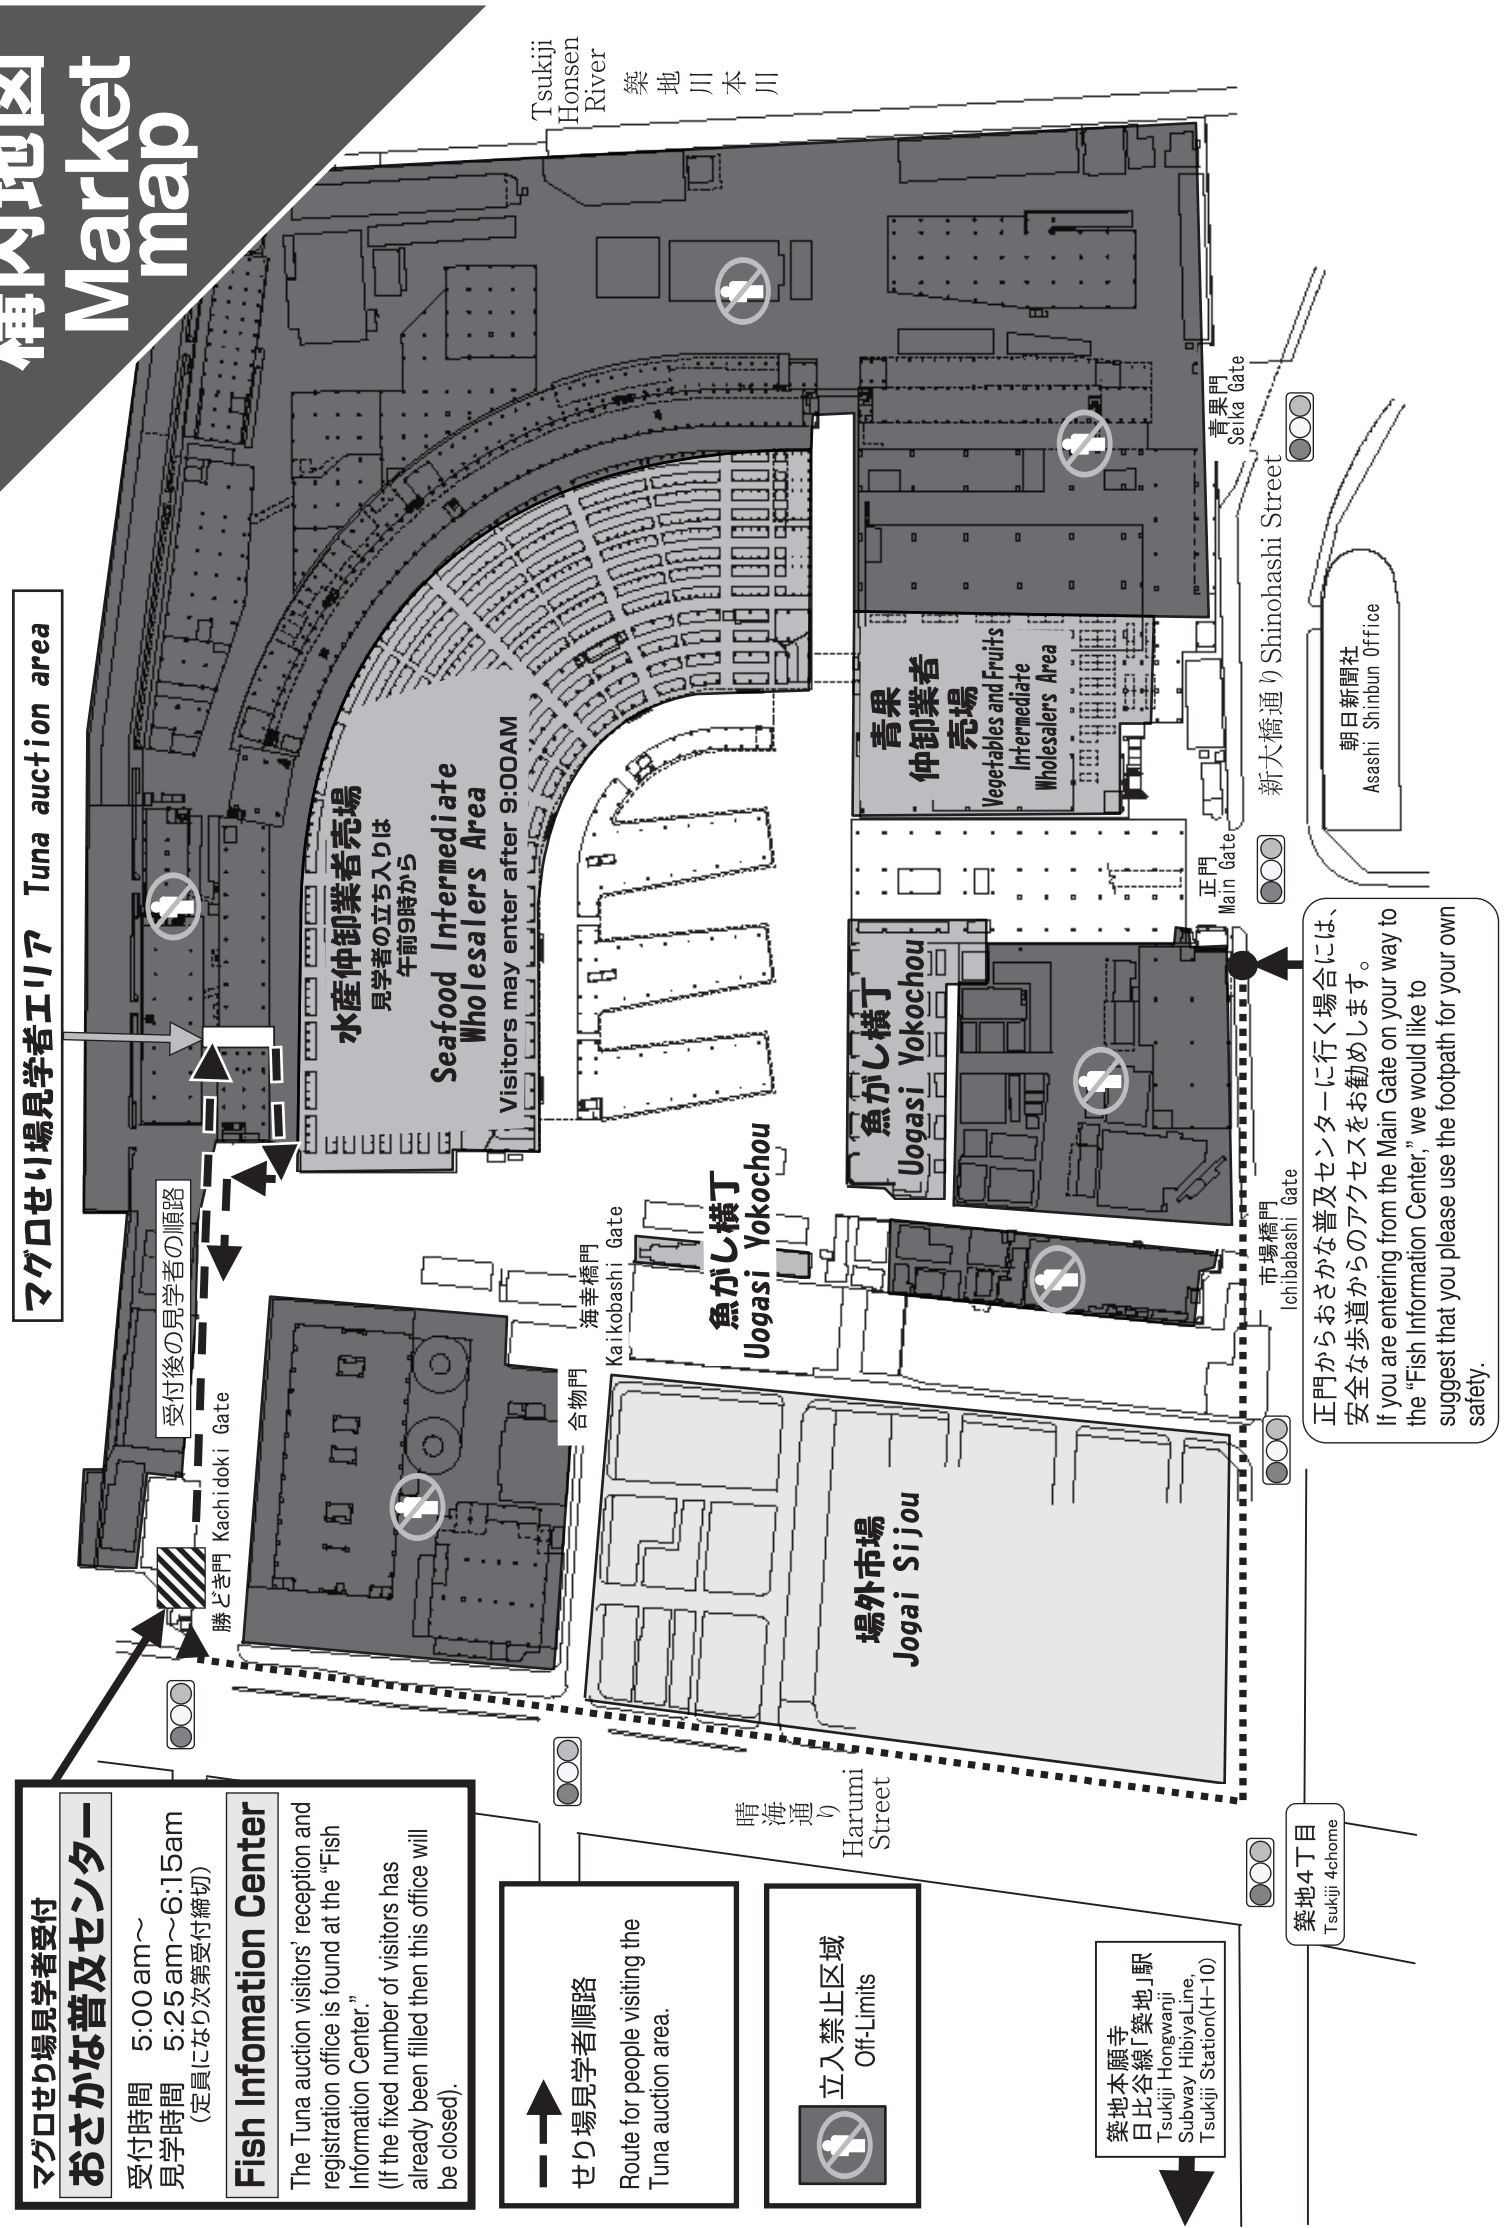 構内地図
Market
map
Tsukiji
Honsen
River
築地川本川
マグロせり場見学者エリア Tuna auction area
水産仲卸業者売場
見学者の立ち入りは
午前9時から
Seafood Intermediate
Wholesalers Area
Visitors may enter after 9:00AM
青果
仲卸業者
売場
Vegetables and Fruits
Intermediate
Wholesalers Area
青果門
Seika Gate
新大橋通り Shinohashi Street
朝日新聞社
Asashi Shinbun Office
正門
Main Gate
魚がし横丁
Uogasi Yokochou
魚がし横丁
Uogasi Yokochou
受付後の見学者の順路
勝どき門 Kachidoki Gate
海幸橋門
Kaikobashi Gate
合物門
市場橋門
Ichibabashi Gate
場外市場
Jogai Sijou
正門からおさかな普及センターに行く場合には、
安全な歩道からのアクセスをお勧めします。
If you are entering from the Main Gate on your way to
the “Fish Information Center,” we would like to
suggest that you please use the footpath for your own
safety.
晴海通り
Harumi
Street
マグロせり場見学者受付
おさかな普及センター
受付時間 5:00am～
見学時間 5:25am～6:15am
（定員になり次第受付締切）
Fish Infomation Center
The Tuna auction visitors’ reception and
registration office is found at the “Fish
Information Center.”
(If the fixed number of visitors has
already been filled then this office will
be closed).
せり場見学者順路
Route for people visiting the
Tuna auction area.
立入禁止区域
Off-Limits
築地4丁目
Tsukiji 4chome
築地本願寺
日比谷線「築地」駅
Tsukiji Hongwanji
Subway HibiyaLine,
Tsukiji Station(H-10)